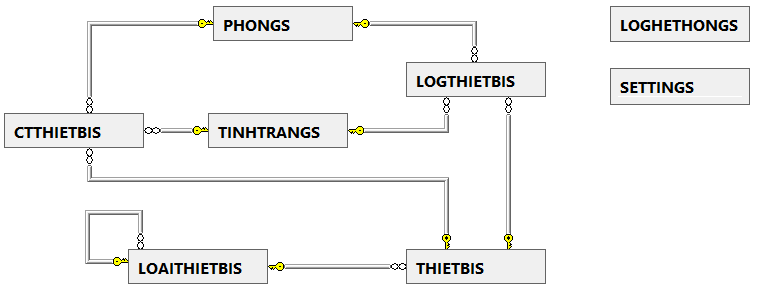 PHONGS
LOGHETHONGS
LOGTHIETBIS
SETTINGS
CTTHIETBIS
TINHTRANGS
LOAITHIETBIS
THIETBIS